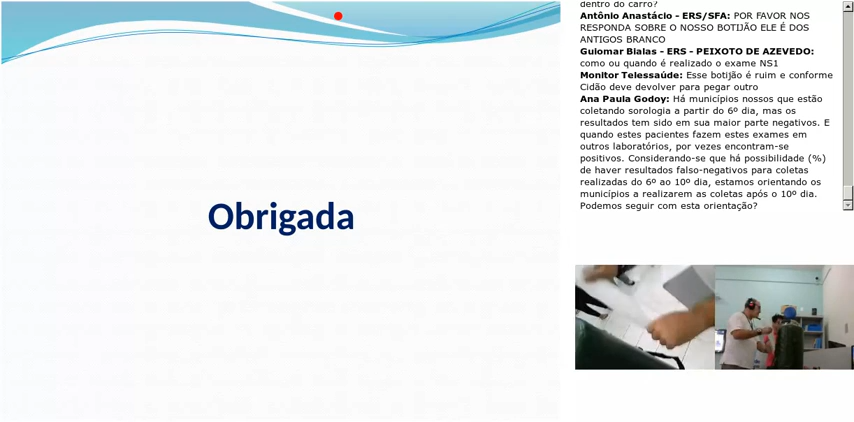 Obrigada
dentro do carro?
Antônio Anastácio - ERS/SFA: POR FAVOR NOS
RESPONDA SOBRE O NOSSO BOTIJÃO ELE É DOS
ANTIGOS BRANCO
Guiomar Bialas - ERS - PEIXOTO DE AZEVEDO:
como ou quando é realizado o exame NS1
Monitor Telessaúde: Esse botijão é ruim e conforme
Cidão deve devolver para pegar outro
Ana Paula Godoy: Há municípios nossos que estão
coletando sorologia a partir do 6º dia, mas os
resultados tem sido em sua maior parte negativos. E
quando estes pacientes fazem estes exames em
outros laboratórios, por vezes encontram-se
positivos. Considerando-se que há possibilidade (%)
de haver resultados falso-negativos para coletas
realizadas do 6º ao 10º dia, estamos orientando os
municípios a realizarem as coletas após o 10º dia.
Podemos seguir com esta orientação?